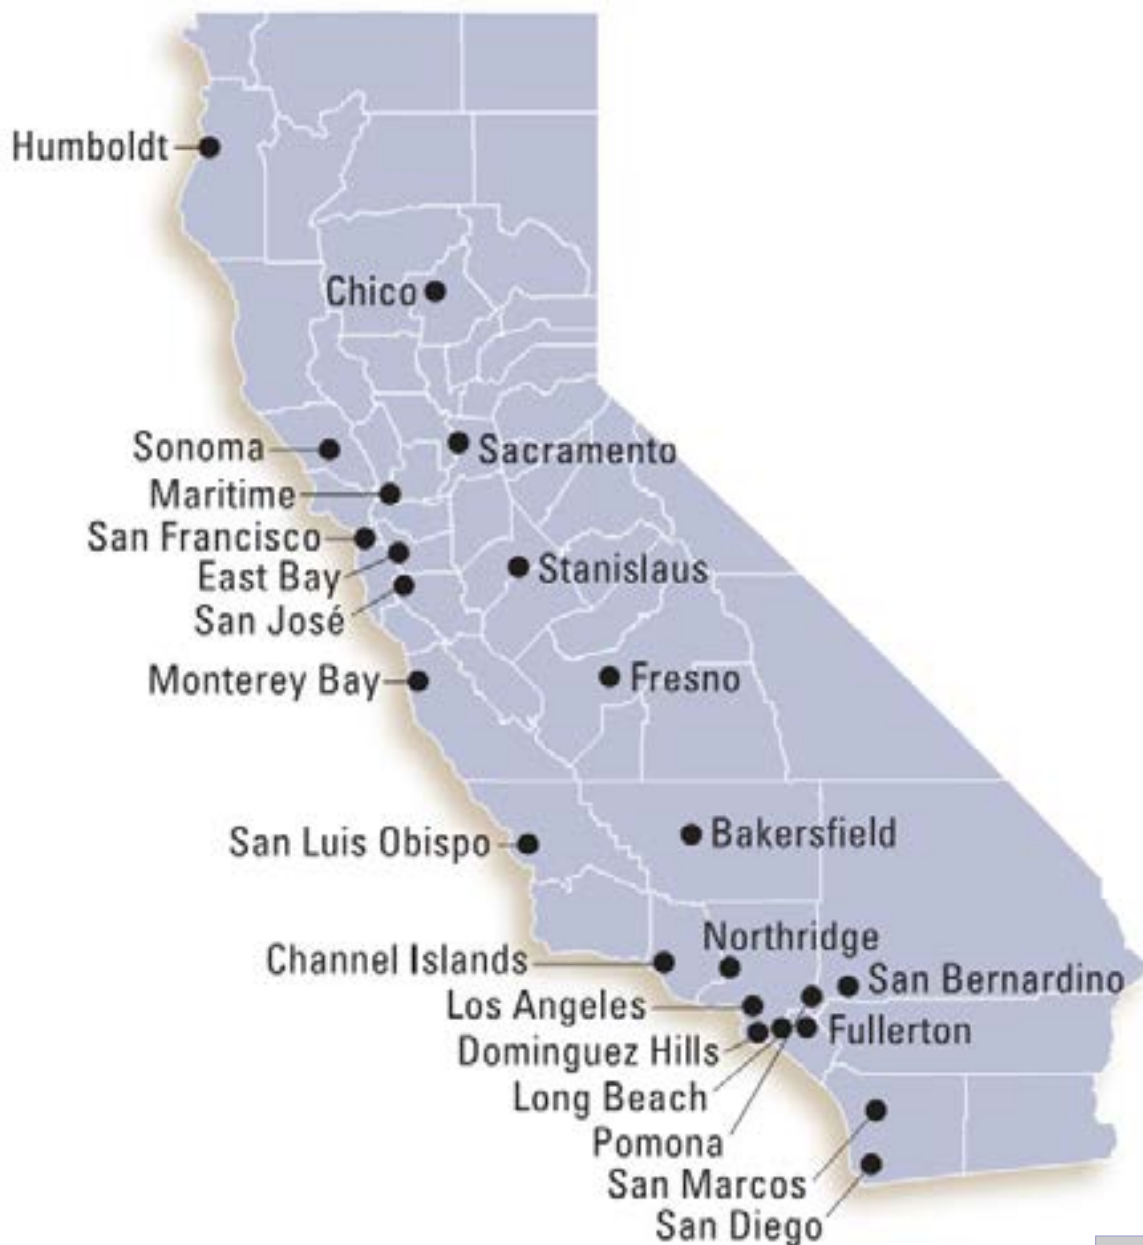 Humboldt
Chico
Sonoma
Sacramento
Maritime
San Francisco
East Bay
Stanislaus
San José
Monterey Bay
Fresno
San Luis Obispo
Bakersfield
Northridge
Channel Islands
San Bernardino
Los Angeles
Fullerton
Dominguez Hills
Long Beach
Pomona
San Marcos
San Diego